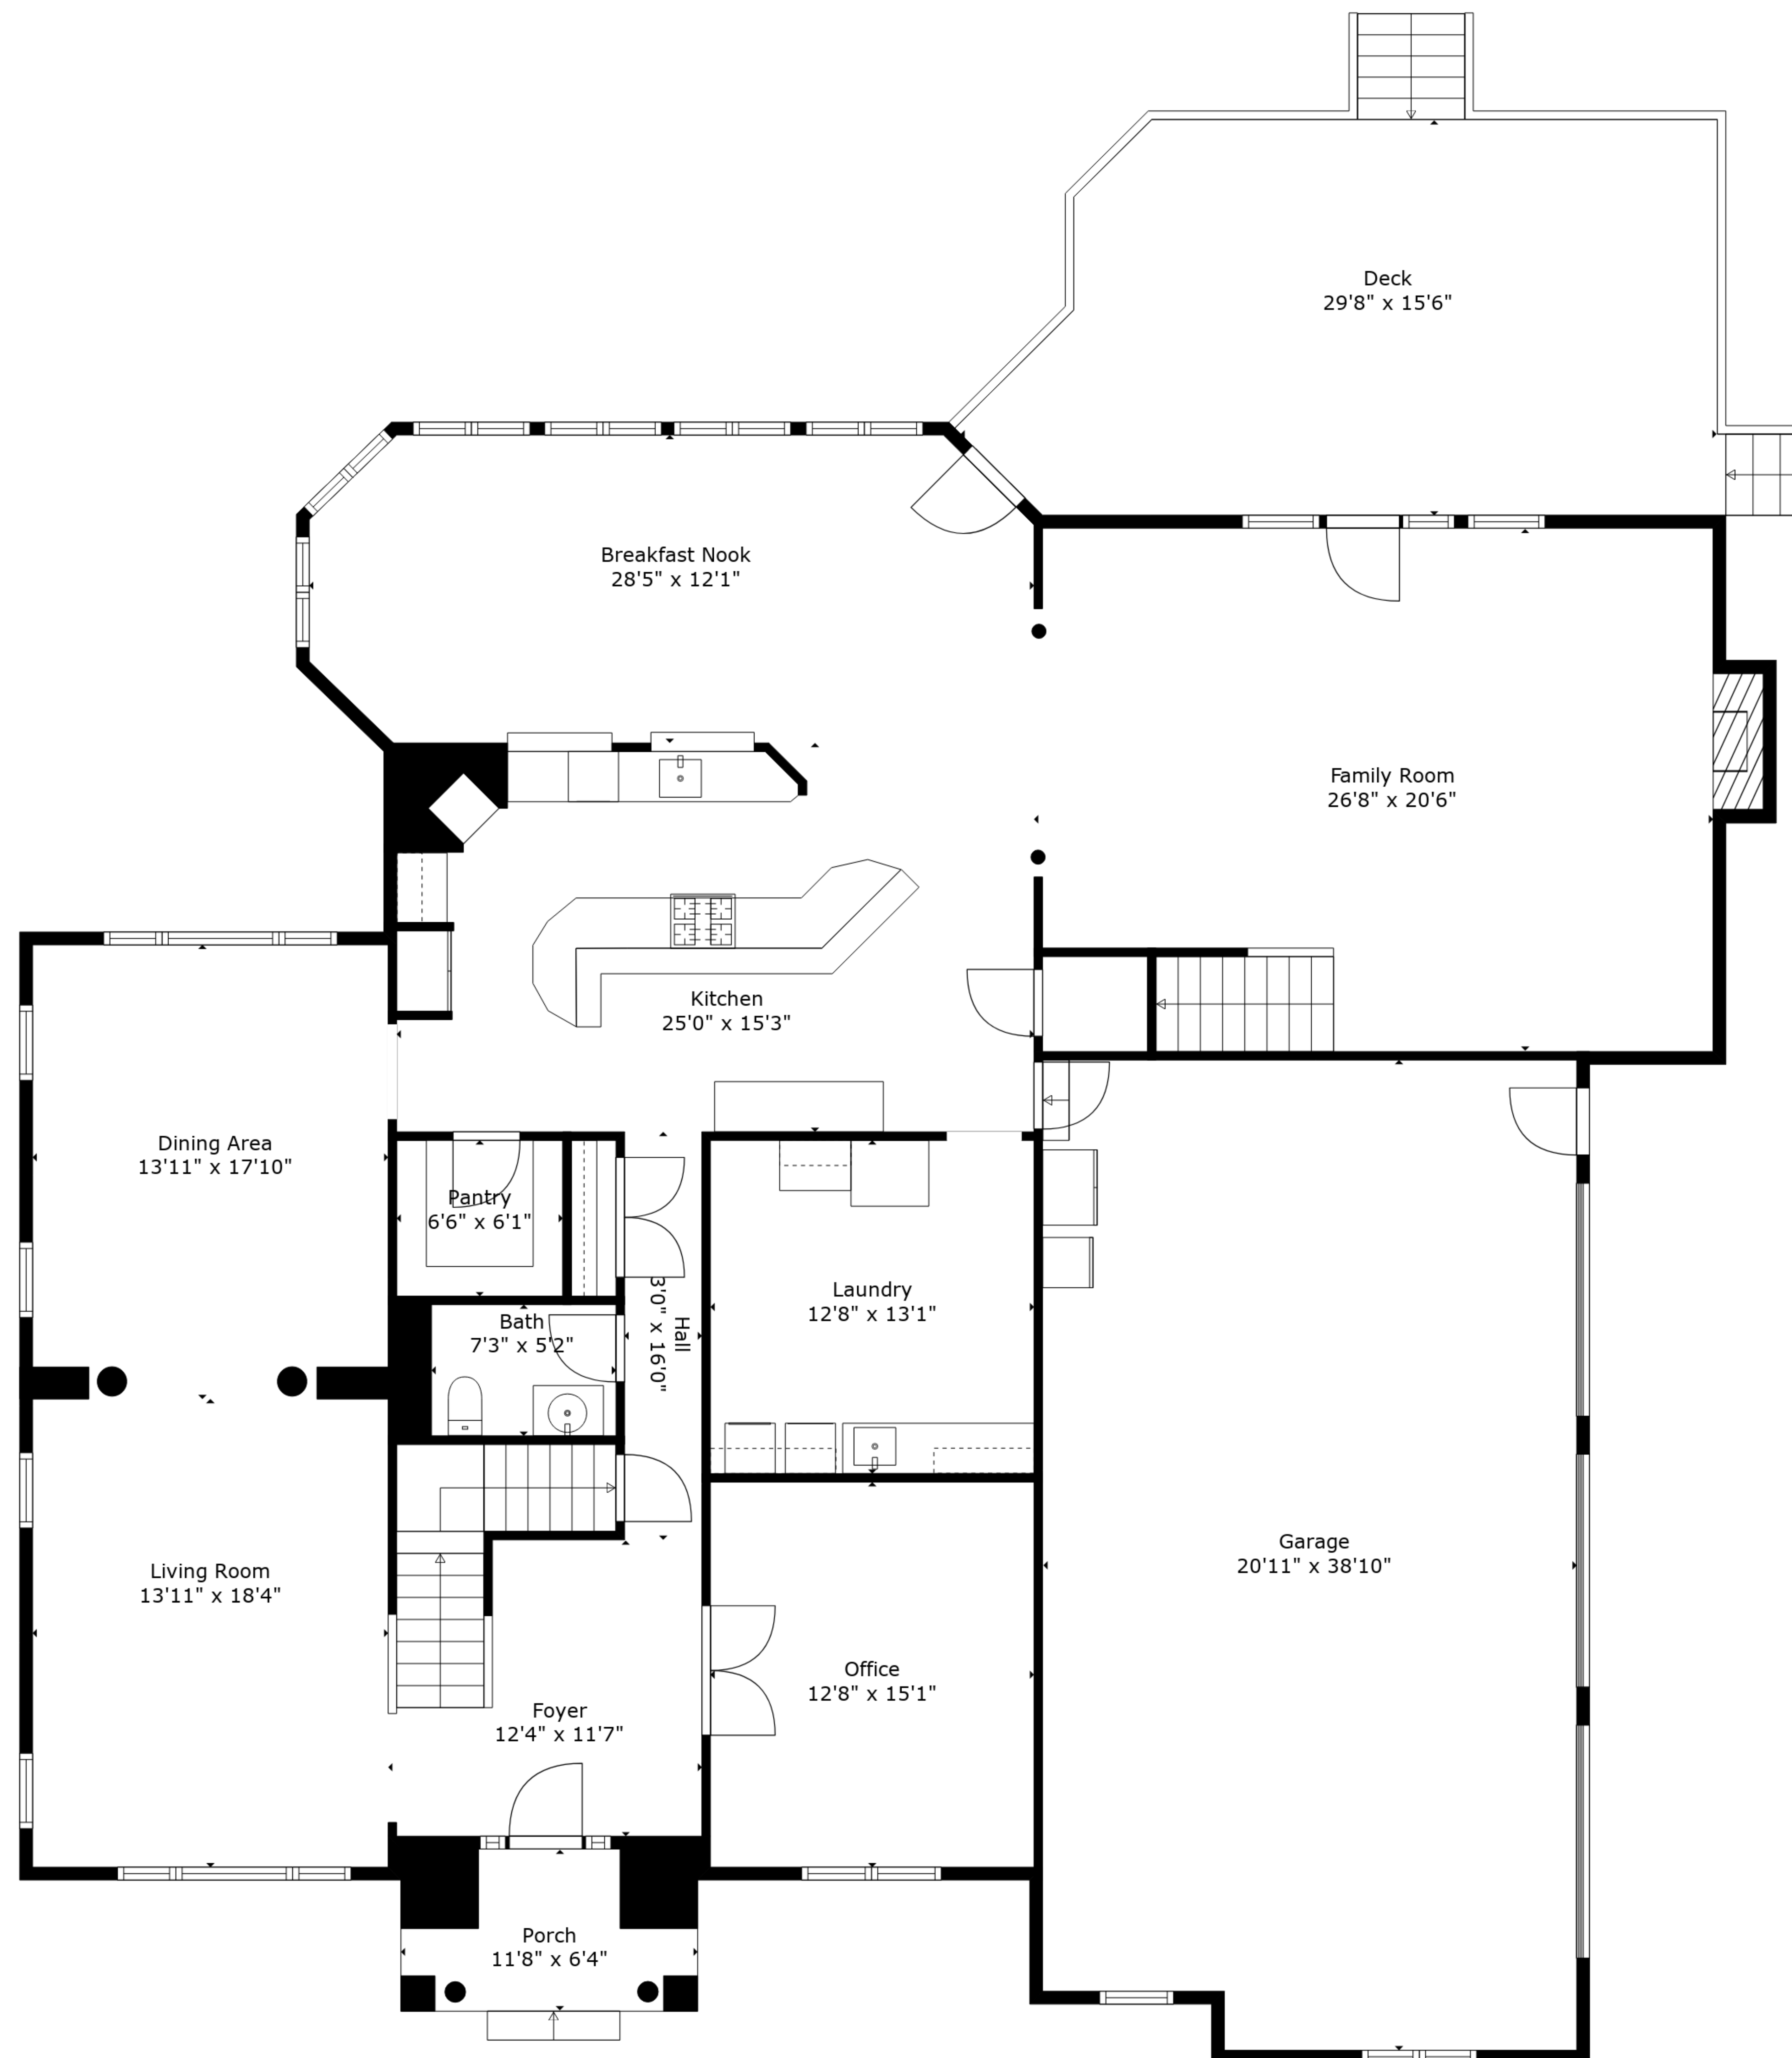 Deck
29'8" x 15'6"
Breakfast Nook
28'5" x 12'1"
Family Room
26'8" x 20'6"
Kitchen
25'0" x 15'3"
Dining Area
13'11" x 17'10"
Pantry
6'6" x 6'1"
Laundry
12'8" x 13'1"
Bath
7'3" x 5'2"
Hall
3'0" x 16'0"
Living Room
13'11" x 18'4"
Garage
20'11" x 38'10"
Office
12'8" x 15'1"
Foyer
12'4" x 11'7"
Porch
11'8" x 6'4"